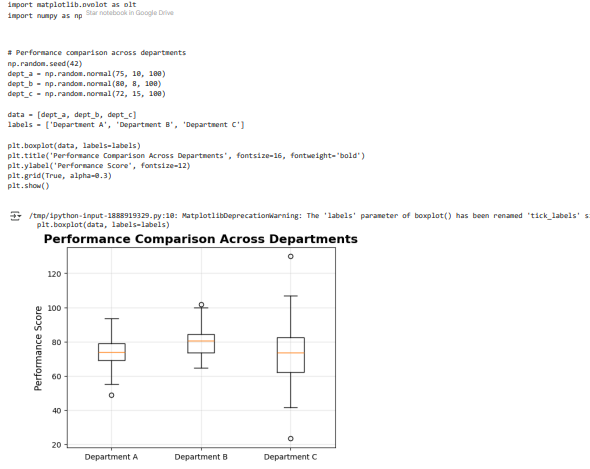 import matplotlib.pyplot as plt
Star notebook in Google Drive
import numpy as np
# Performance comparison across departments
np.random.seed(42)
dept_a = np.random.normal(75, 10, 100)
dept_b = np.random.normal(80, 8, 100)
dept_c = np.random.normal(72, 15, 100)
data = [dept_a, dept_b, dept_c]
labels = ['Department A', 'Department B', 'Department C']
plt.boxplot(data, labels=labels)
plt.title('Performance Comparison Across Departments', fontsize=16, fontweight='bold')
plt.ylabel('Performance Score', fontsize=12)
plt.grid(True, alpha=0.3)
plt.show()
/tmp/ipython-input-1888919329.py:10: MatplotlibDeprecationWarning: The 'labels' parameter of boxplot() has been renamed 'tick_labels' s
plt.boxplot(data, labels=labels)
Performance Comparison Across Departments
Performance Score
120
100
80
60
40
20
Department A
Department B
Department C